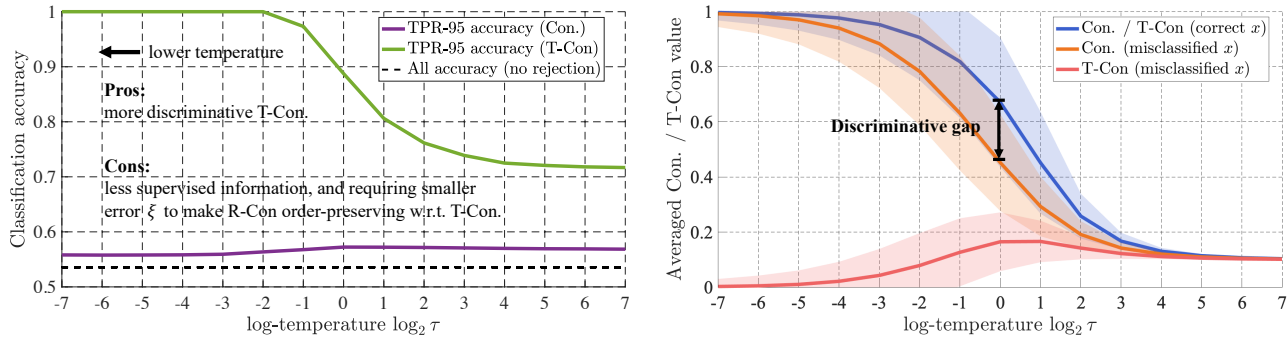 Classification accuracy
1
0.9
0.8
0.7
0.6
0.5
TPR-95 accuracy (Con.)
TPR-95 accuracy (T-Con)
All accuracy (no rejection)
lower temperature
Pros:
more discriminative T-Con.
Cons:
less supervised information, and requiring smaller
error ξ to make R-Con order-preserving w.r.t. T-Con.
-7 -6 -5 -4 -3 -2 -1 0 1 2 3 4 5 6 7
log-temperature log₂ τ
Averaged Con. / T-Con value
1
0.8
0.6
0.4
0.2
0
Con. / T-Con (correct x)
Con. (misclassified x)
T-Con (misclassified x)
Discriminative gap
-7 -6 -5 -4 -3 -2 -1 0 1 2 3 4 5 6 7
log-temperature log₂ τ